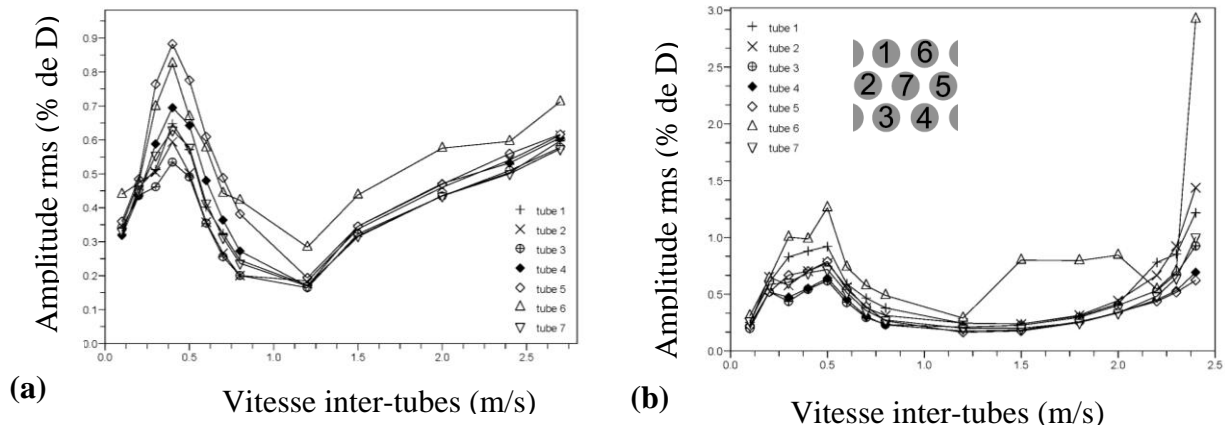 Amplitude rms (% de D)
0.9
0.8
0.7
0.6
0.5
0.4
0.3
0.2
0.1
0.0
0.0
0.5
1.0
1.5
2.0
2.5
tube 1
tube 2
tube 3
tube 4
tube 5
tube 6
tube 7
(a)
Vitesse inter-tubes (m/s)
Amplitude rms (% de D)
3.0
2.5
2.0
1.5
1.0
0.5
0.0
0.0
0.5
1.0
1.5
2.0
2.5
tube 1
tube 2
tube 3
tube 4
tube 5
tube 6
tube 7
1 6
2 7 5
3 4
(b)
Vitesse inter-tubes (m/s)